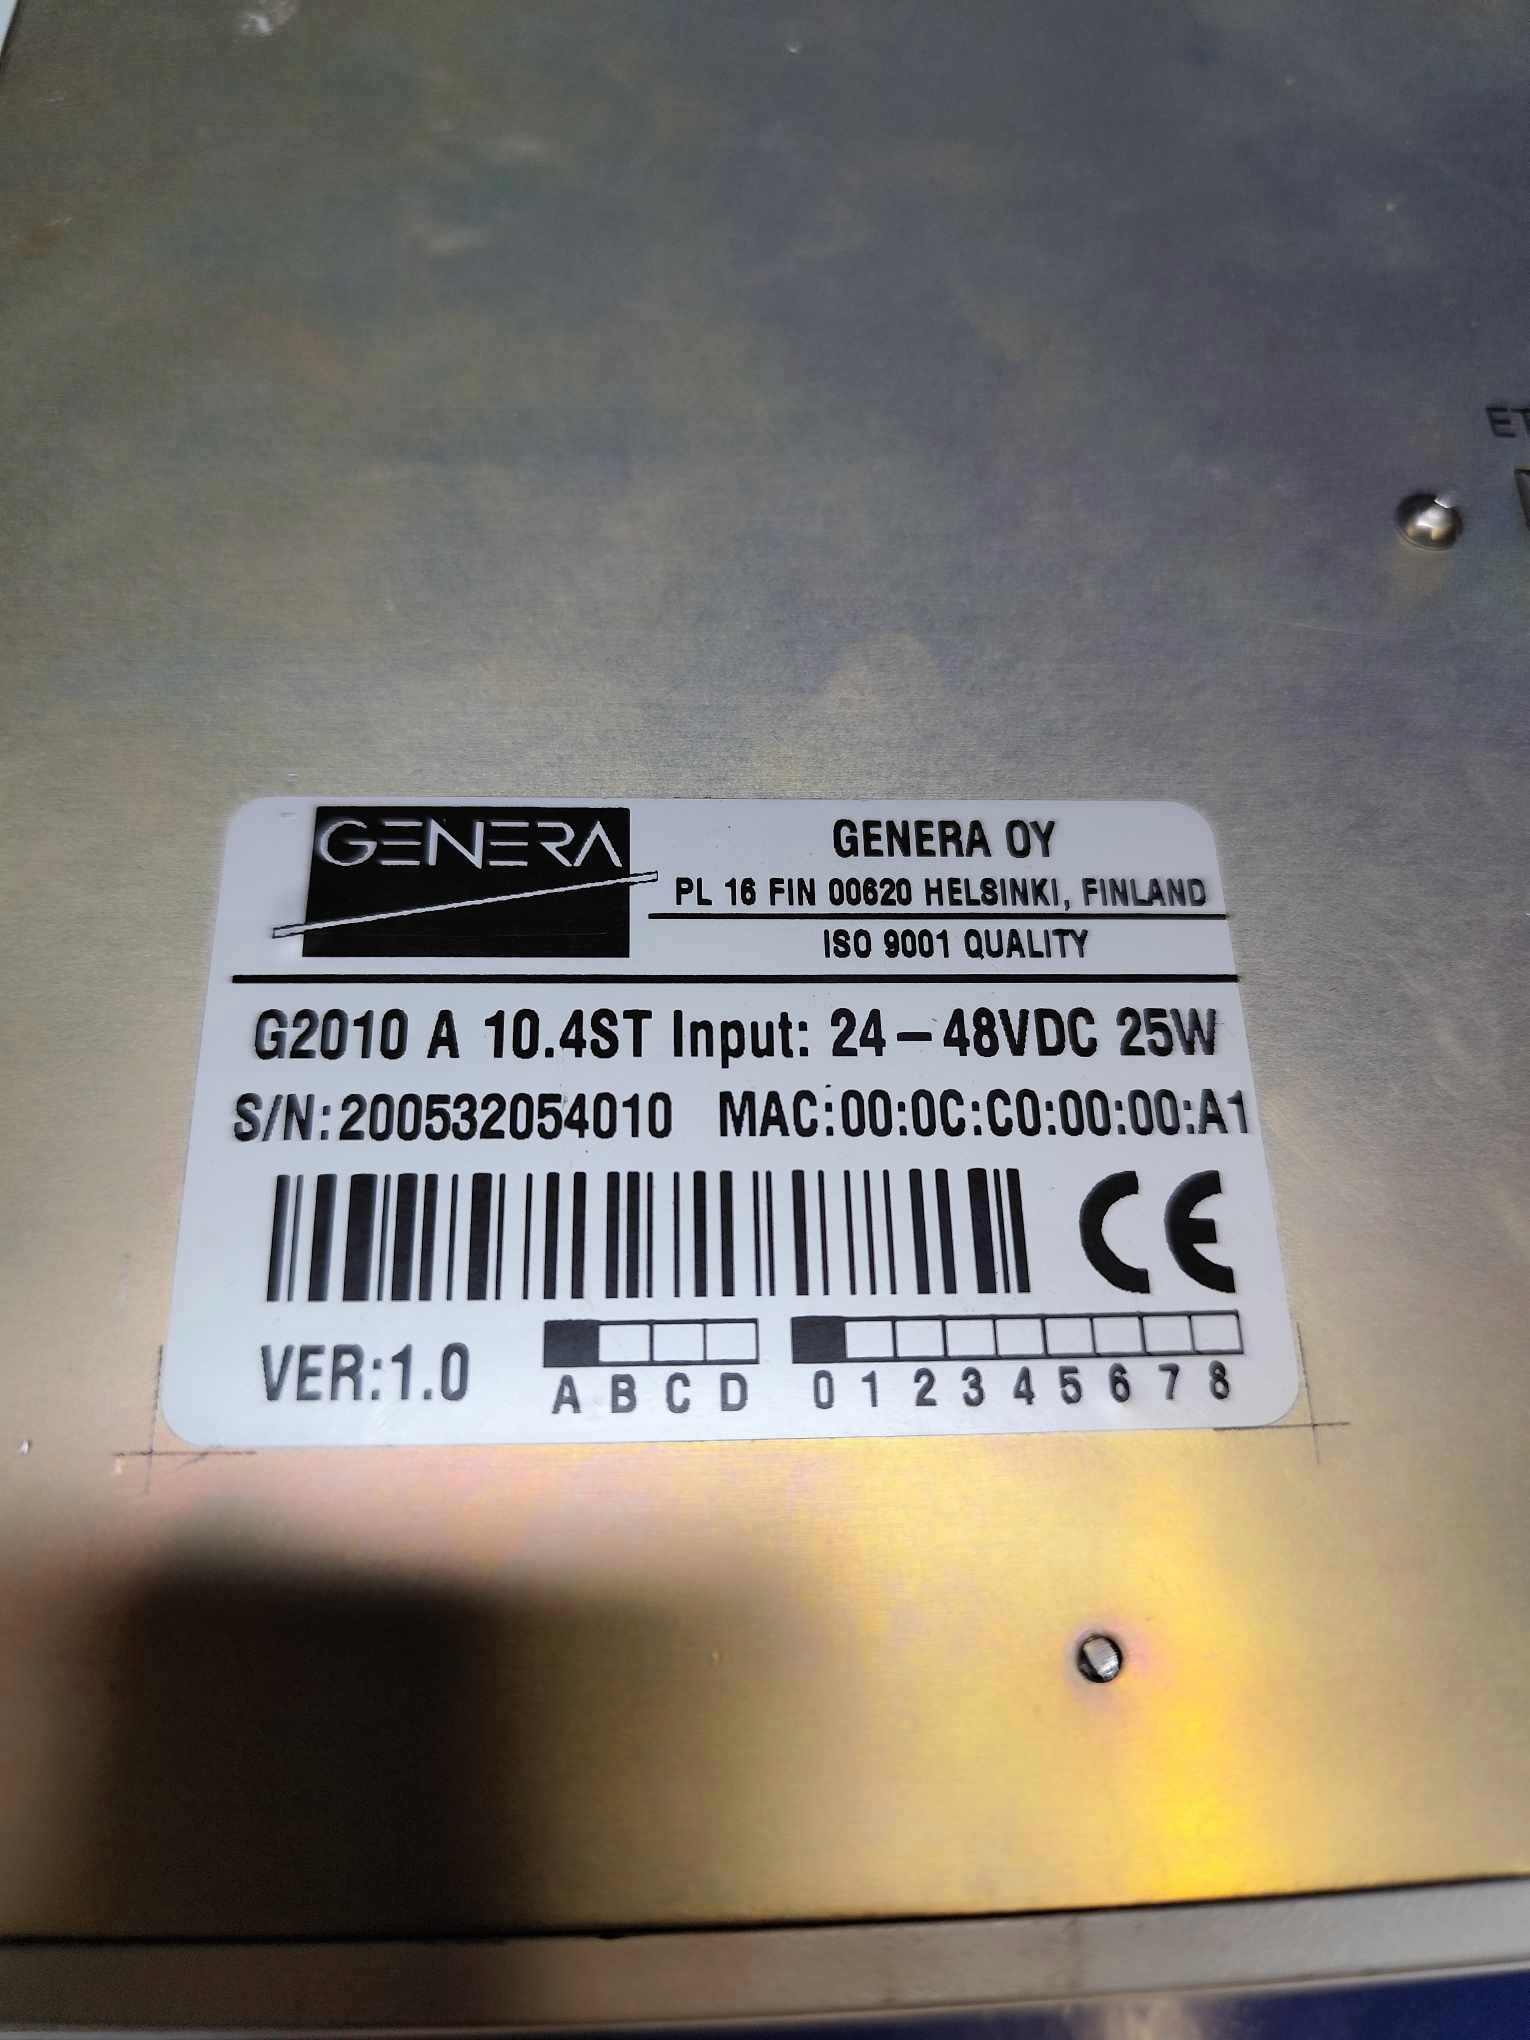 ET
GENERA
GENERA OY
PL 16 FIN 00620 HELSINKI, FINLAND
ISO 9001 QUALITY
G2010 A 10.4ST Input: 24–48VDC 25W
S/N:200532054010 MAC:00:0C:C0:00:00:A1
CE
VER:1.0
A B C D 0 1 2 3 4 5 6 7 8